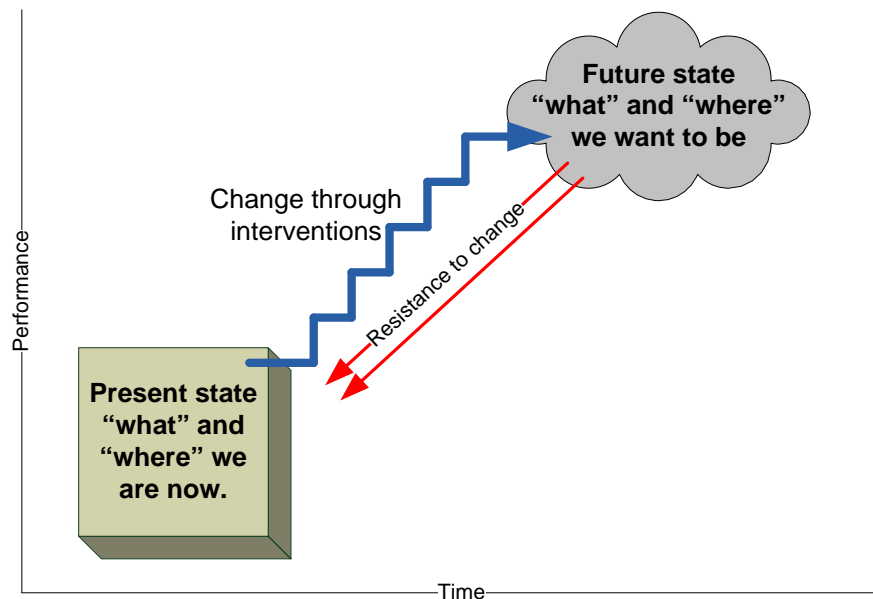 Future state
“what” and “where”
we want to be
Change through
interventions
Resistance to change
Performance
Present state
“what” and
“where” we
are now.
Time